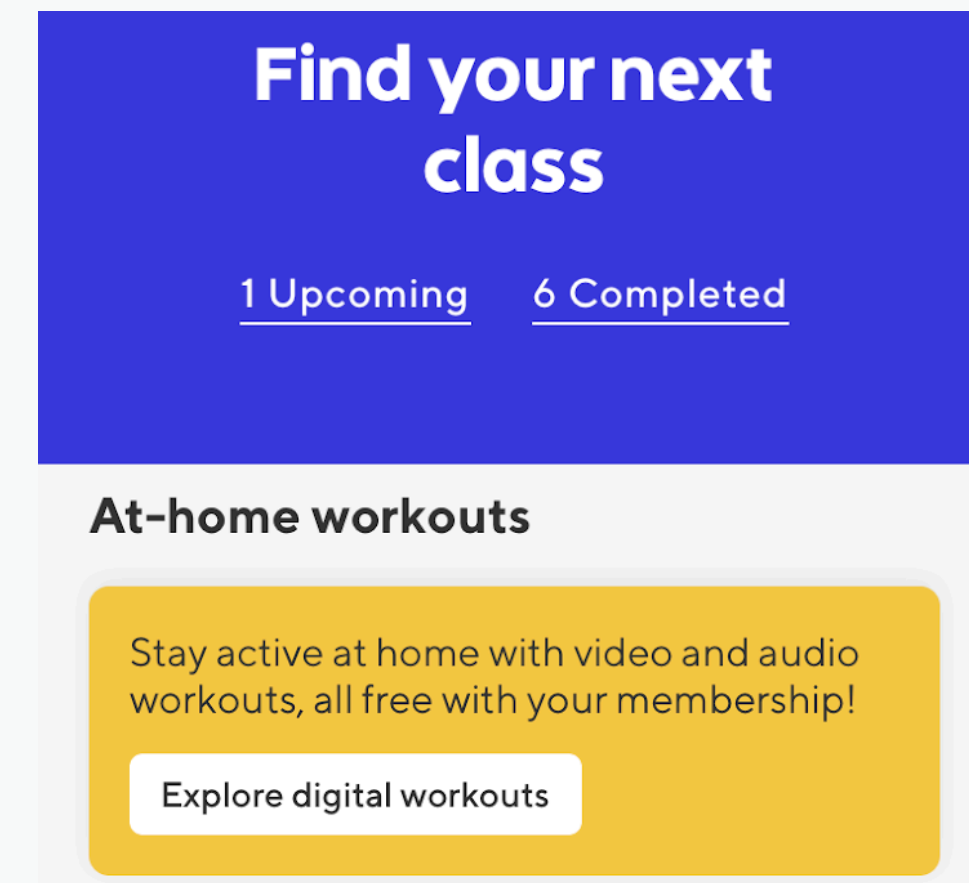 Find your next
class
1 Upcoming 6 Completed
At-home workouts
Stay active at home with video and audio
workouts, all free with your membership!
Explore digital workouts